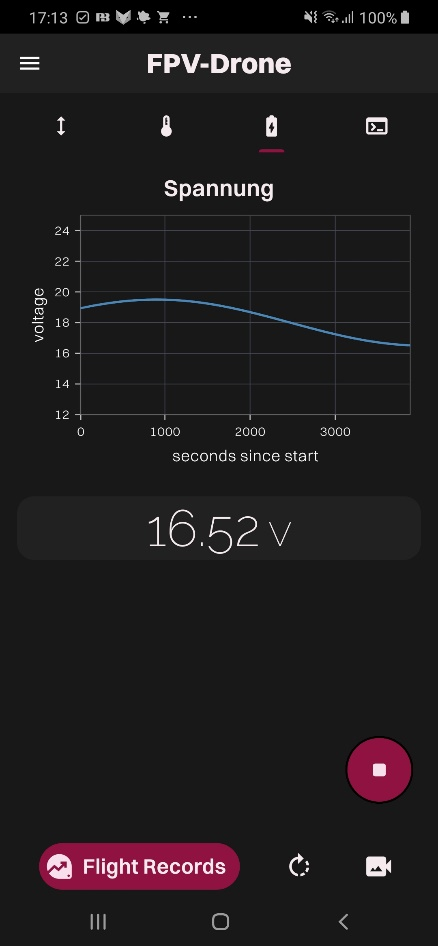 17:13 100%
FPV-Drone
Spannung
24
22
20
18
16
14
12
voltage
0 1000 2000 3000
seconds since start
16.52 V
Flight Records